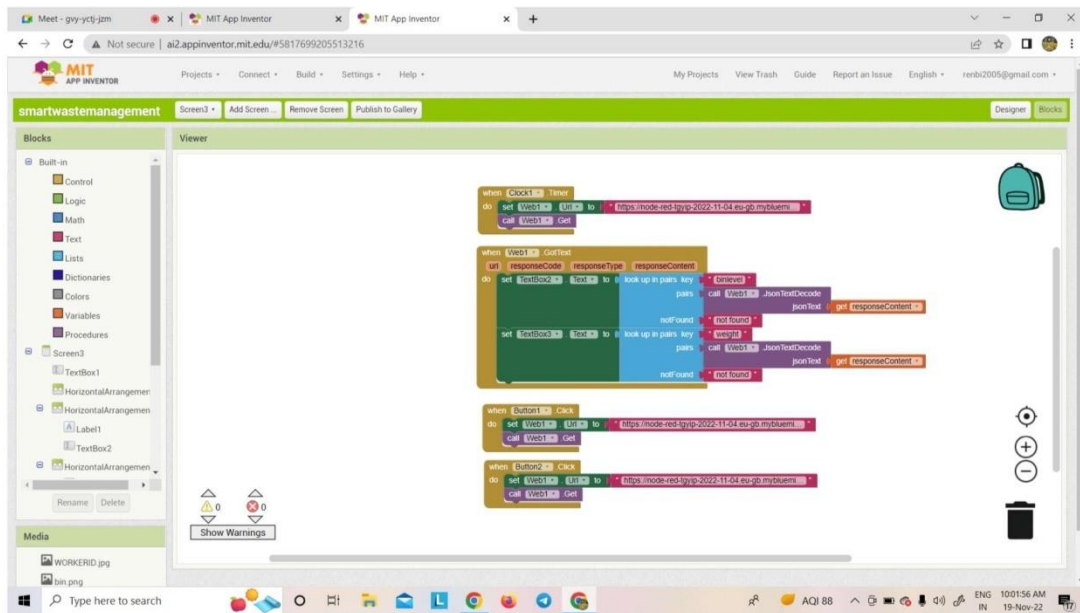 Meet - gvy-yctj-jzm
MIT App Inventor
MIT App Inventor
Not secure | ai2.appinventor.mit.edu/#5817699205513216
MIT
APP INVENTOR
Projects Connect Build Settings Help
My Projects View Trash Guide Report an Issue English renbi2005@gmail.com
smartwastemanagement Screen3 Add Screen ... Remove Screen Publish to Gallery Designer Blocks
Blocks
Viewer
Built-in
Control
Logic
Math
Text
Lists
Dictionaries
Colors
Variables
Procedures
Screen3
TextBox1
HorizontalArrangemen
HorizontalArrangemen
Label1
TextBox2
HorizontalArrangemen
Rename Delete
Media
WORKERID.jpg
bin.png
when Clock1 .Timer
do set Web1 . Url to " https://node-red-tgyip-2022-11-04.eu-gb.mybluemi... "
call Web1 .Get
when Web1 .GotText
url responseCode responseType responseContent
do set TextBox2 . Text to look up in pairs key " binlevel "
pairs call Web1 .JsonTextDecode
jsonText get responseContent
notFound " not found "
set TextBox3 . Text to look up in pairs key " weight "
pairs call Web1 .JsonTextDecode
jsonText get responseContent
notFound " not found "
when Button1 .Click
do set Web1 . Url to " https://node-red-tgyip-2022-11-04.eu-gb.mybluemi... "
call Web1 .Get
when Button2 .Click
do set Web1 . Url to " https://node-red-tgyip-2022-11-04.eu-gb.mybluemi... "
call Web1 .Get
0 0
Show Warnings
Type here to search
AQI 88
ENG
IN
10:01:56 AM
19-Nov-22